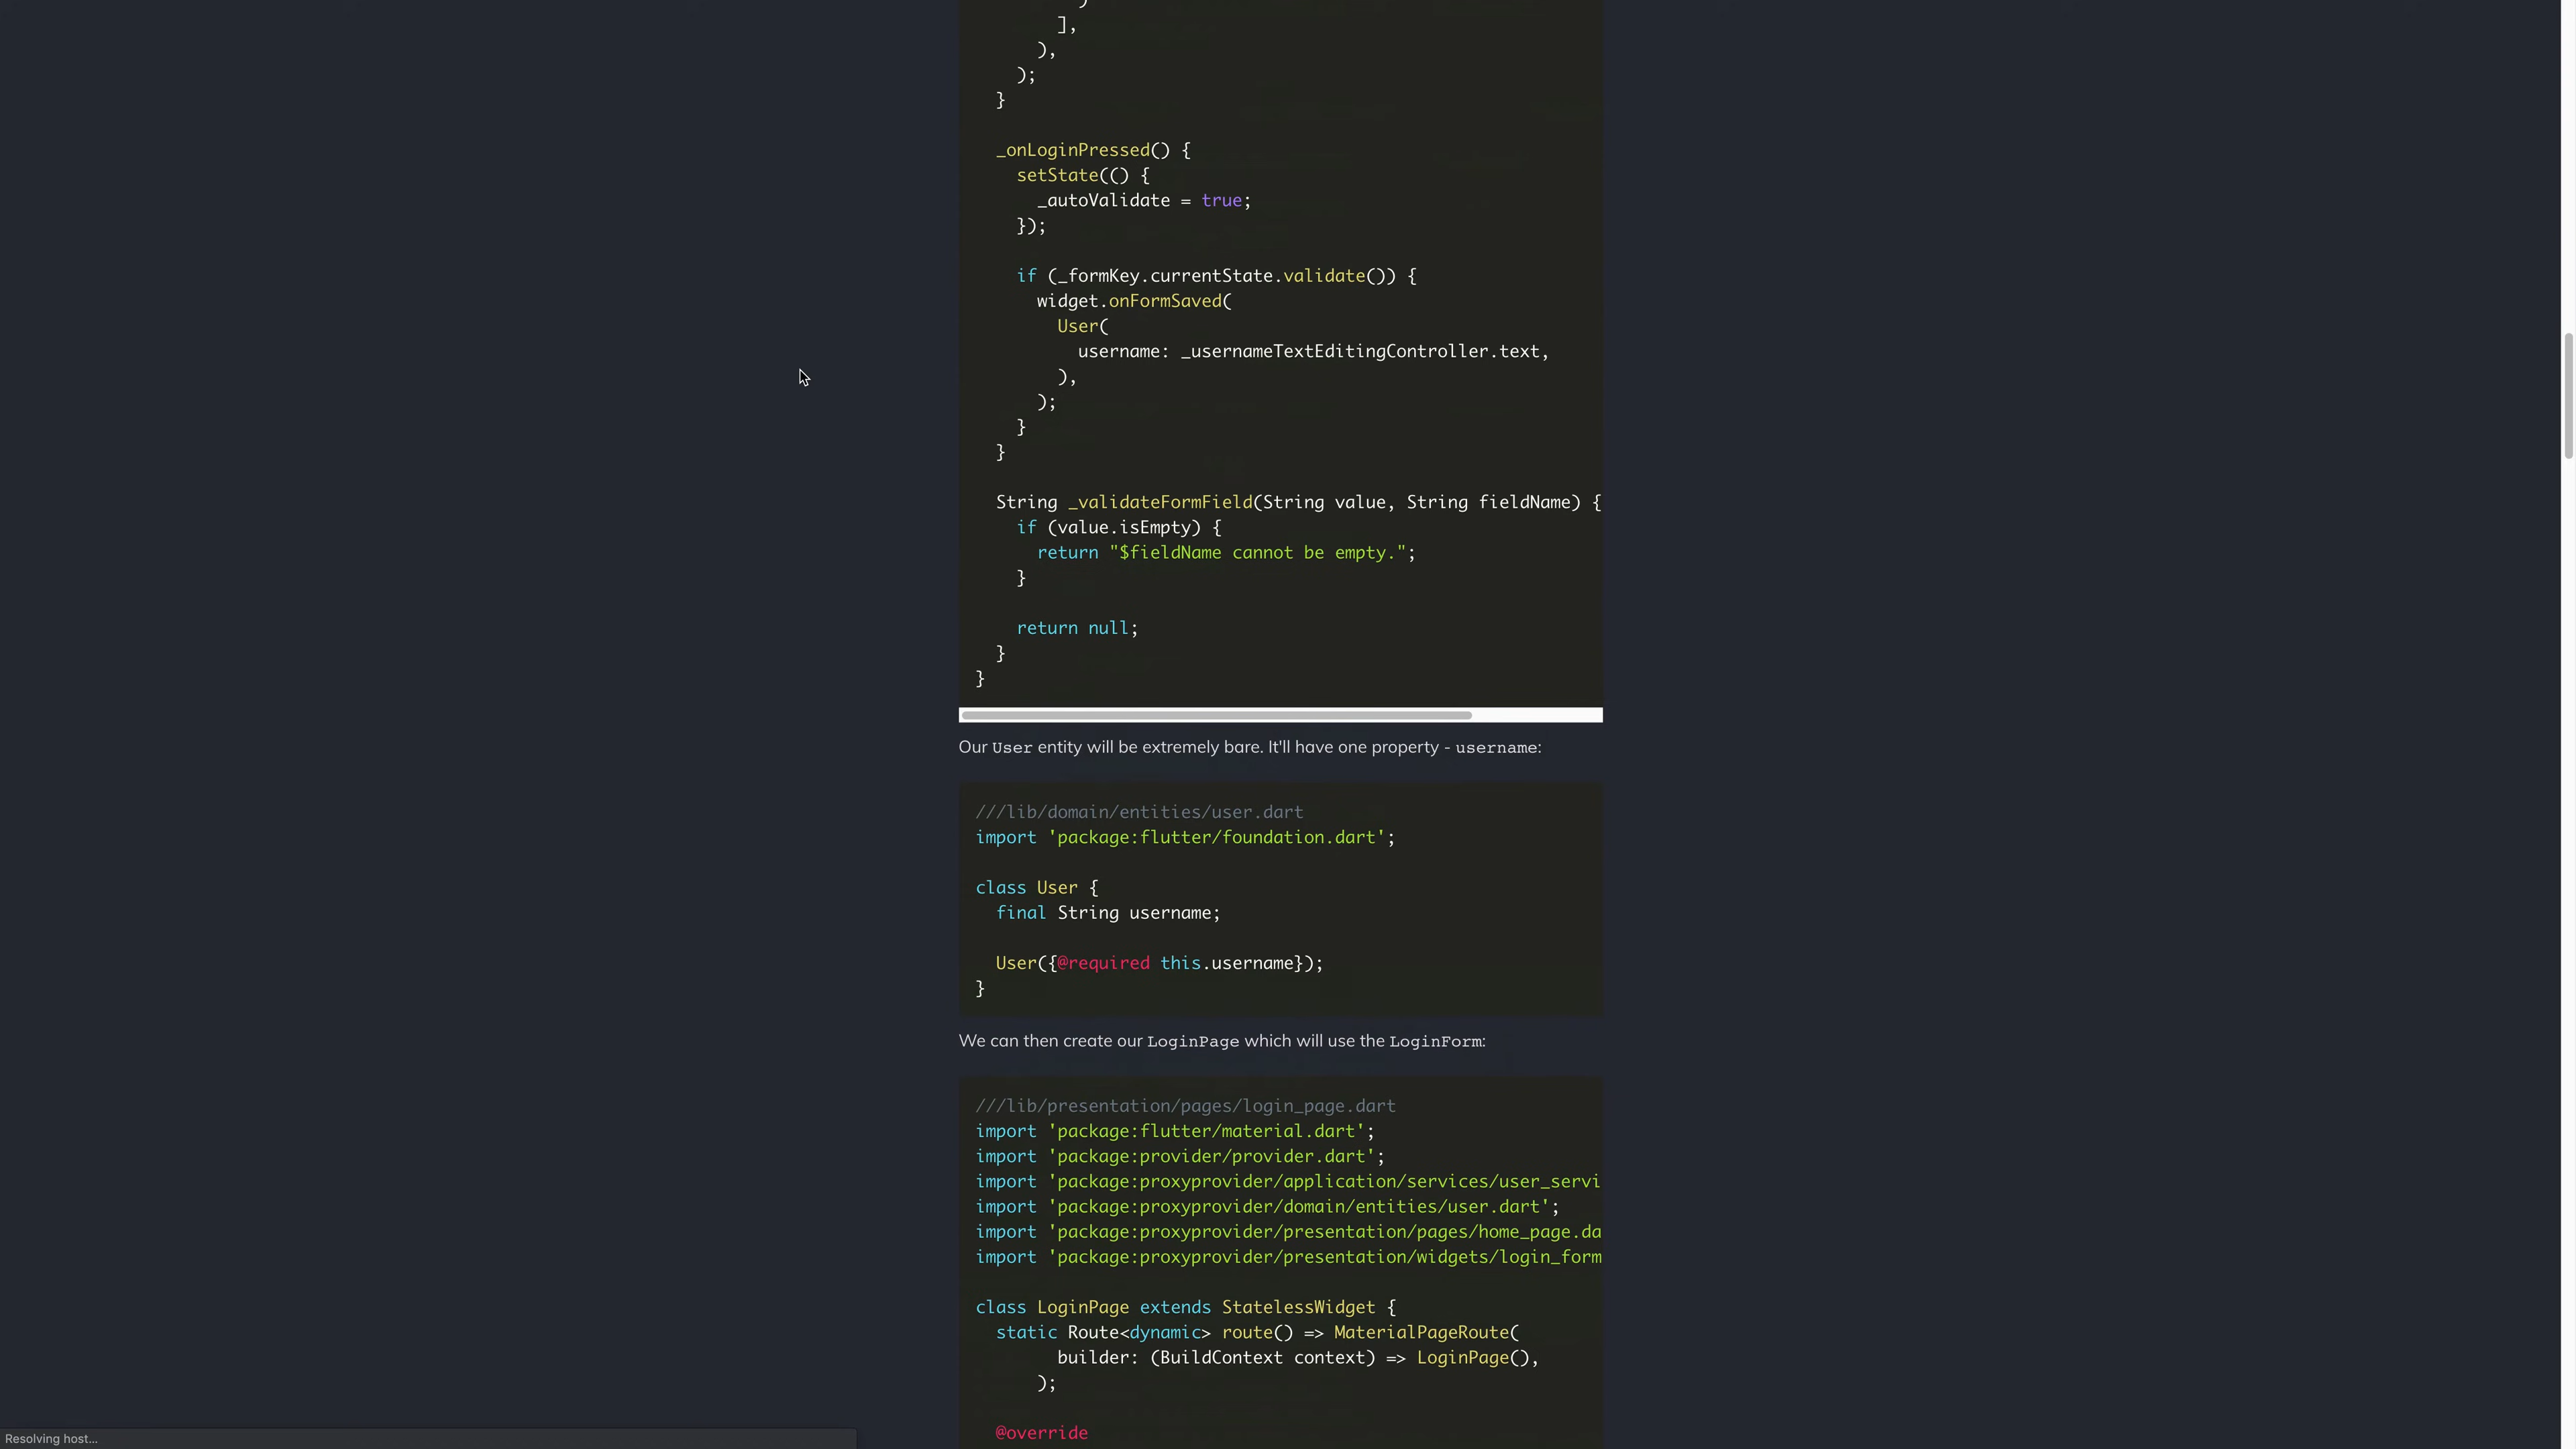 )
],
),
);
}
_onLoginPressed() {
setState(() {
_autoValidate = true;
});
if (_formKey.currentState.validate()) {
widget.onFormSaved(
User(
username: _usernameTextEditingController.text,
),
);
}
}
String _validateFormField(String value, String fieldName) {
if (value.isEmpty) {
return "$fieldName cannot be empty.";
}
return null;
}
}
Our User entity will be extremely bare. It'll have one property - username:
///lib/domain/entities/user.dart
import 'package:flutter/foundation.dart';
class User {
final String username;
User({@required this.username});
}
We can then create our LoginPage which will use the LoginForm:
///lib/presentation/pages/login_page.dart
import 'package:flutter/material.dart';
import 'package:provider/provider.dart';
import 'package:proxyprovider/application/services/user_servi
import 'package:proxyprovider/domain/entities/user.dart';
import 'package:proxyprovider/presentation/pages/home_page.da
import 'package:proxyprovider/presentation/widgets/login_form
class LoginPage extends StatelessWidget {
static Route<dynamic> route() => MaterialPageRoute(
builder: (BuildContext context) => LoginPage(),
);
@override
Resolving host...